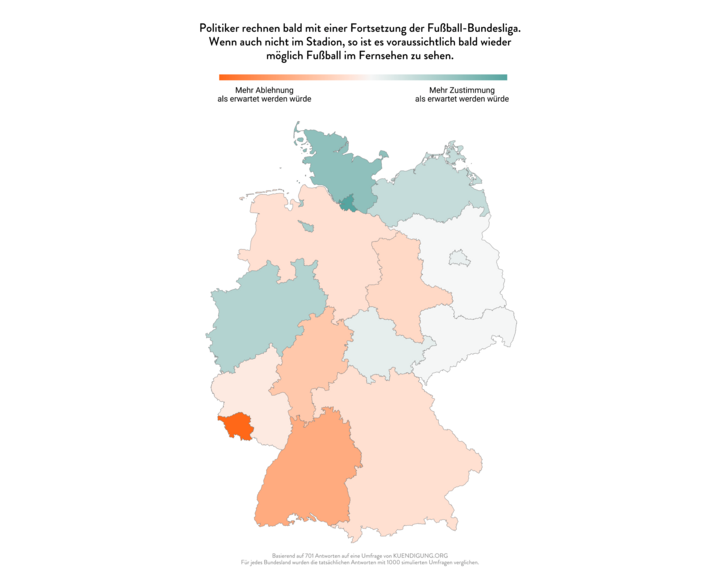 Politiker rechnen bald mit einer Fortsetzung der Fußball-Bundesliga.
Wenn auch nicht im Stadion, so ist es voraussichtlich bald wieder
möglich Fußball im Fernsehen zu sehen.
Mehr Ablehnung
als erwartet werden würde
Mehr Zustimmung
als erwartet werden würde
Basierend auf 701 Antworten auf eine Umfrage von KUENDIGUNG.ORG
Für jedes Bundesland wurden die tatsächlichen Antworten mit 1000 simulierten Umfragen verglichen.